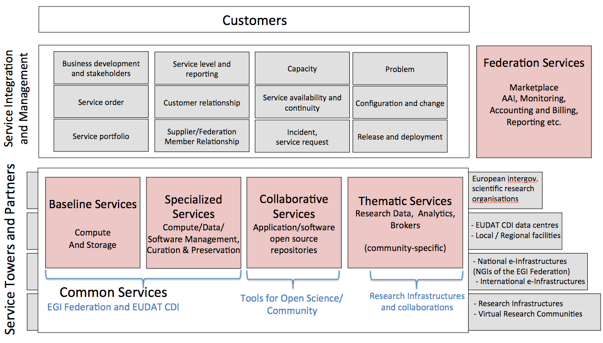 Customers
Service Integration
and Management
Business development
and stakeholders
Service level and
reporting
Capacity
Problem
Service order
Customer relationship
Service availability and
continuity
Configuration and change
Service portfolio
Supplier/Federation
Member Relationship
Incident,
service request
Release and deployment
Federation Services
Marketplace
AAI, Monitoring,
Accounting and Billing,
Reporting etc.
Service Towers and Partners
Baseline Services
Compute
And Storage
Specialized
Services
Compute/Data/
Software Management,
Curation & Preservation
Collaborative
Services
Application/software
open source
repositories
Thematic Services
Research Data, Analytics,
Brokers
(community-specific)
European intergov.
scientific research
organisations
- EUDAT CDI data centres
- Local / Regional facilities
- National e-Infrastructures
(NGIs of the EGI Federation)
- International e-Infrastructures
- Research Infrastructures
- Virtual Research Communities
Common Services
EGI Federation and EUDAT CDI
Tools for Open Science/
Community
Research Infrastructures
and collaborations